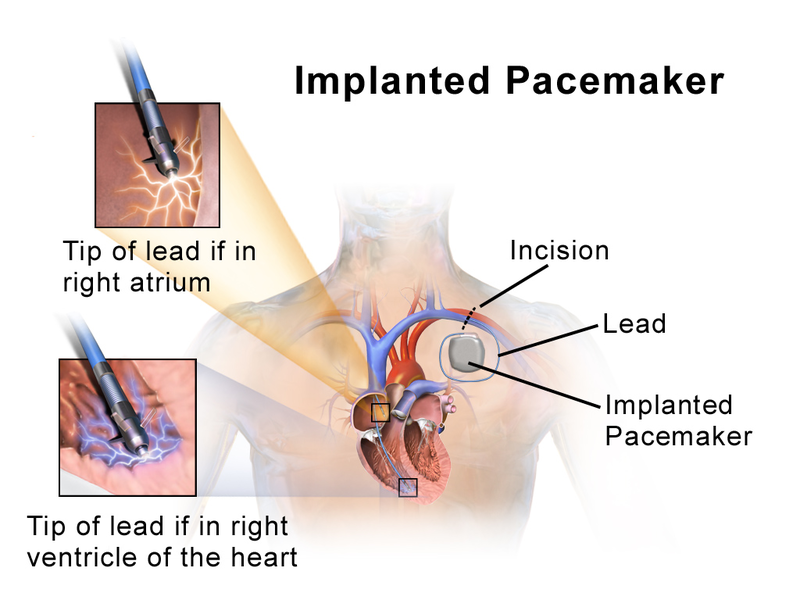 Implanted Pacemaker
Tip of lead if in
right atrium
Incision
Lead
Implanted
Pacemaker
Tip of lead if in right
ventricle of the heart